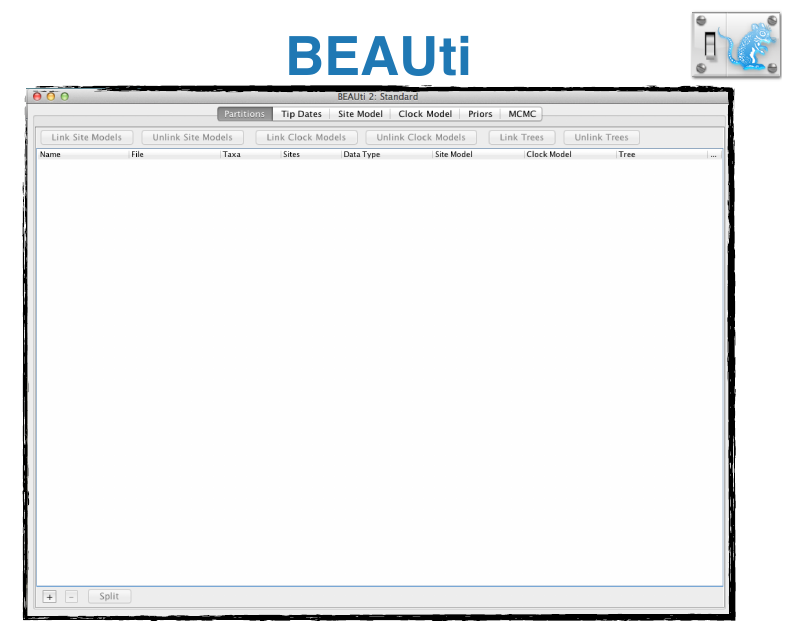 BEAUti
BEAUti 2: Standard
Partitions Tip Dates Site Model Clock Model Priors MCMC
Link Site Models Unlink Site Models Link Clock Models Unlink Clock Models Link Trees Unlink Trees
Name File Taxa Sites Data Type Site Model Clock Model Tree ...
+ - Split